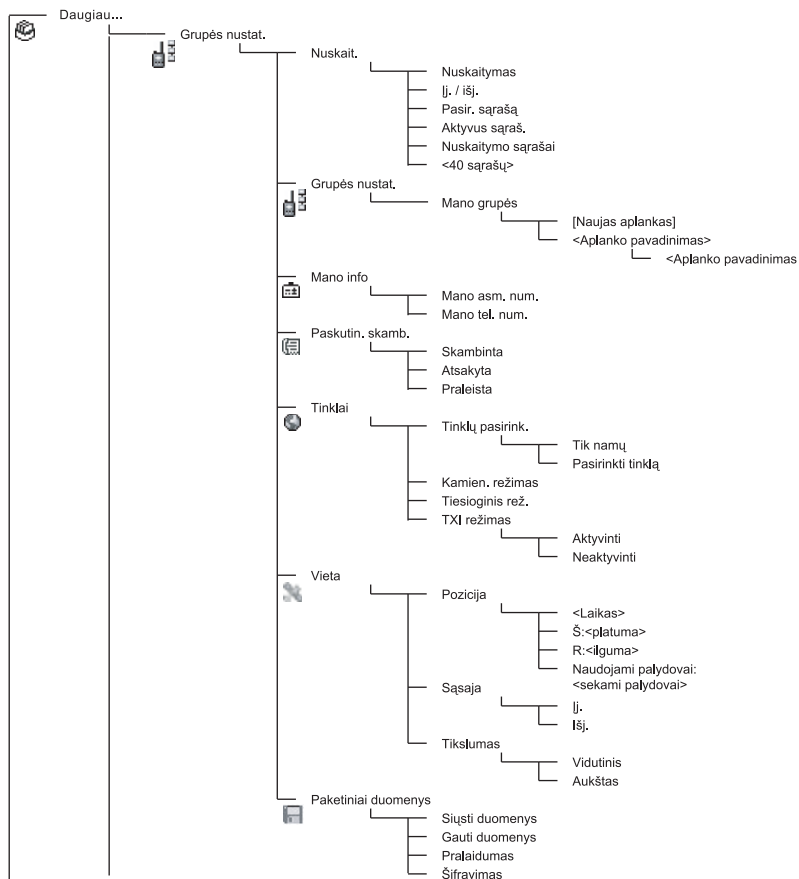 Daugiau...
Grupės nustat.
Nuskait.
Nuskaitymas
Įj. / išj.
Pasir. sąrašą
Aktyvus sąraš.
Nuskaitymo sąrašai
<40 sąrašų>
Grupės nustat.
Mano grupės
[Naujas aplankas]
<Aplanko pavadinimas>
<Aplanko pavadinimas
Mano info
Mano asm. num.
Mano tel. num.
Paskutin. skamb.
Skambinta
Atsakyta
Praleista
Tinklai
Tinklų pasirink.
Tik namų
Pasirinkti tinklą
Kamien. režimas
Tiesioginis rež.
TXI režimas
Aktyvinti
Neaktyvinti
Vieta
Pozicija
<Laikas>
Š:<platuma>
R:<ilguma>
Naudojami palydovai:
<sekami palydovai>
Sąsaja
Įj.
Išj.
Tikslumas
Vidutinis
Aukštas
Paketiniai duomenys
Siųsti duomenys
Gauti duomenys
Pralaidumas
Šifravimas